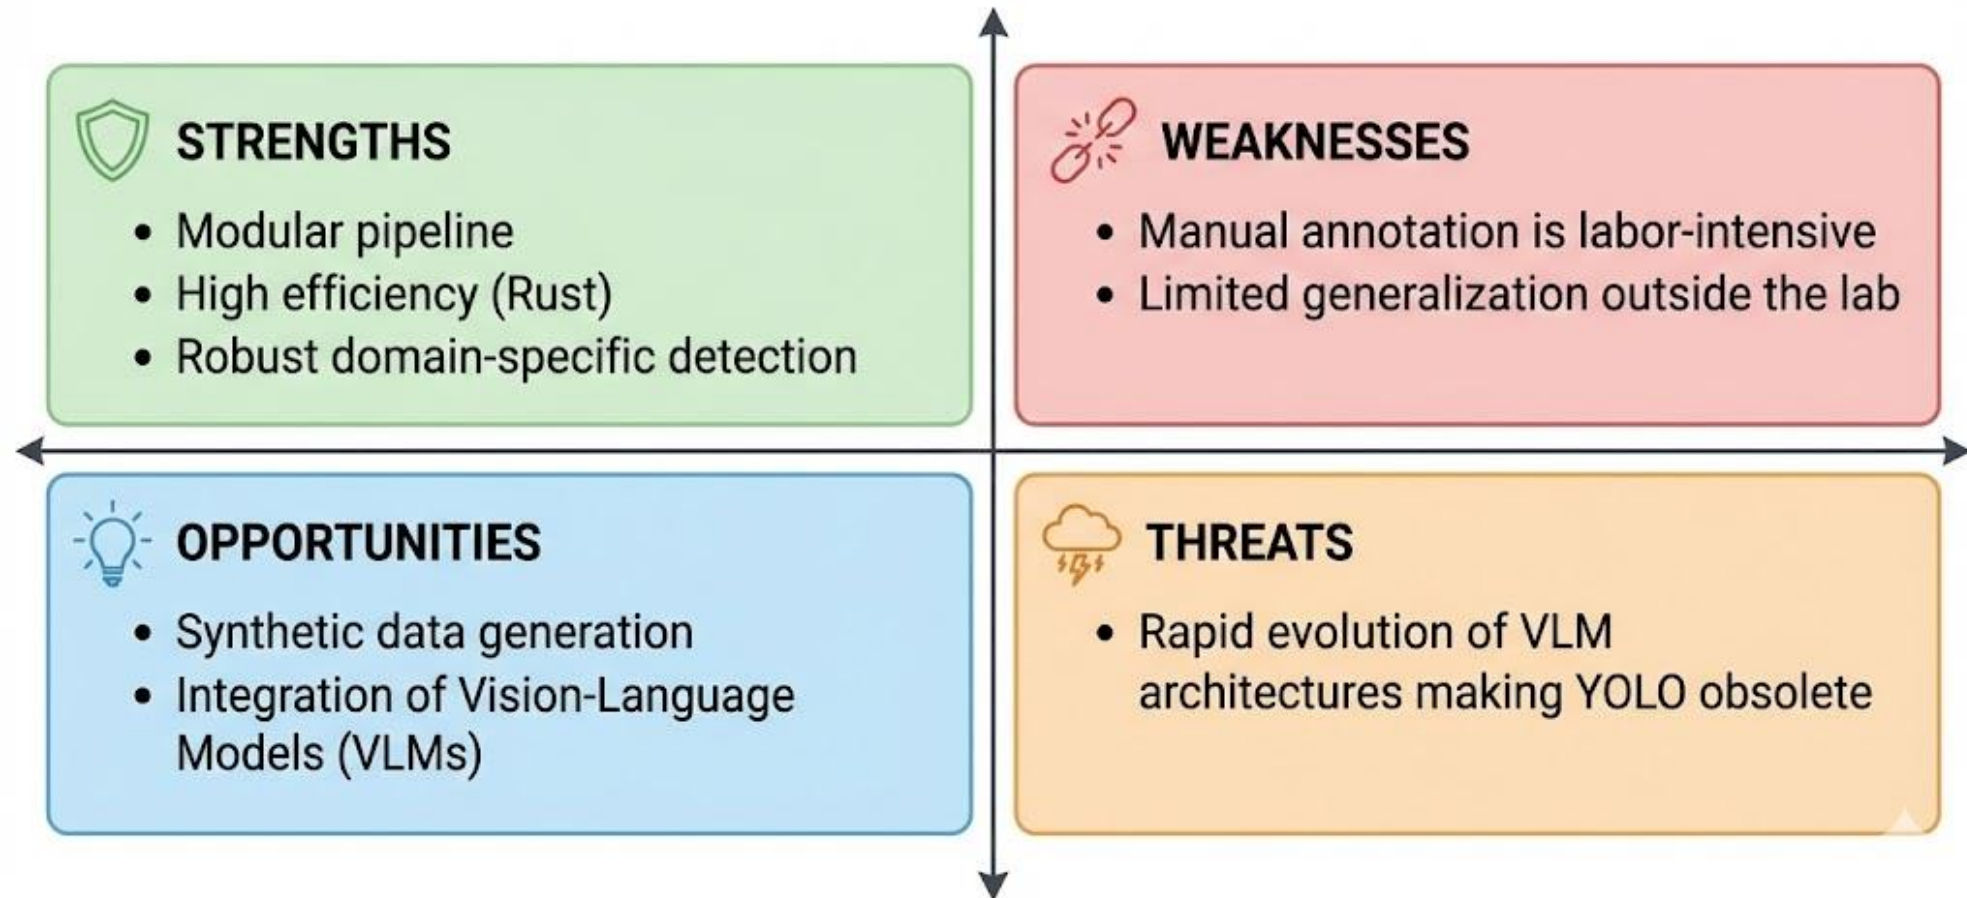 STRENGTHS
• Modular pipeline
• High efficiency (Rust)
• Robust domain-specific detection
WEAKNESSES
• Manual annotation is labor-intensive
• Limited generalization outside the lab
OPPORTUNITIES
• Synthetic data generation
• Integration of Vision-Language
Models (VLMs)
THREATS
• Rapid evolution of VLM
architectures making YOLO obsolete